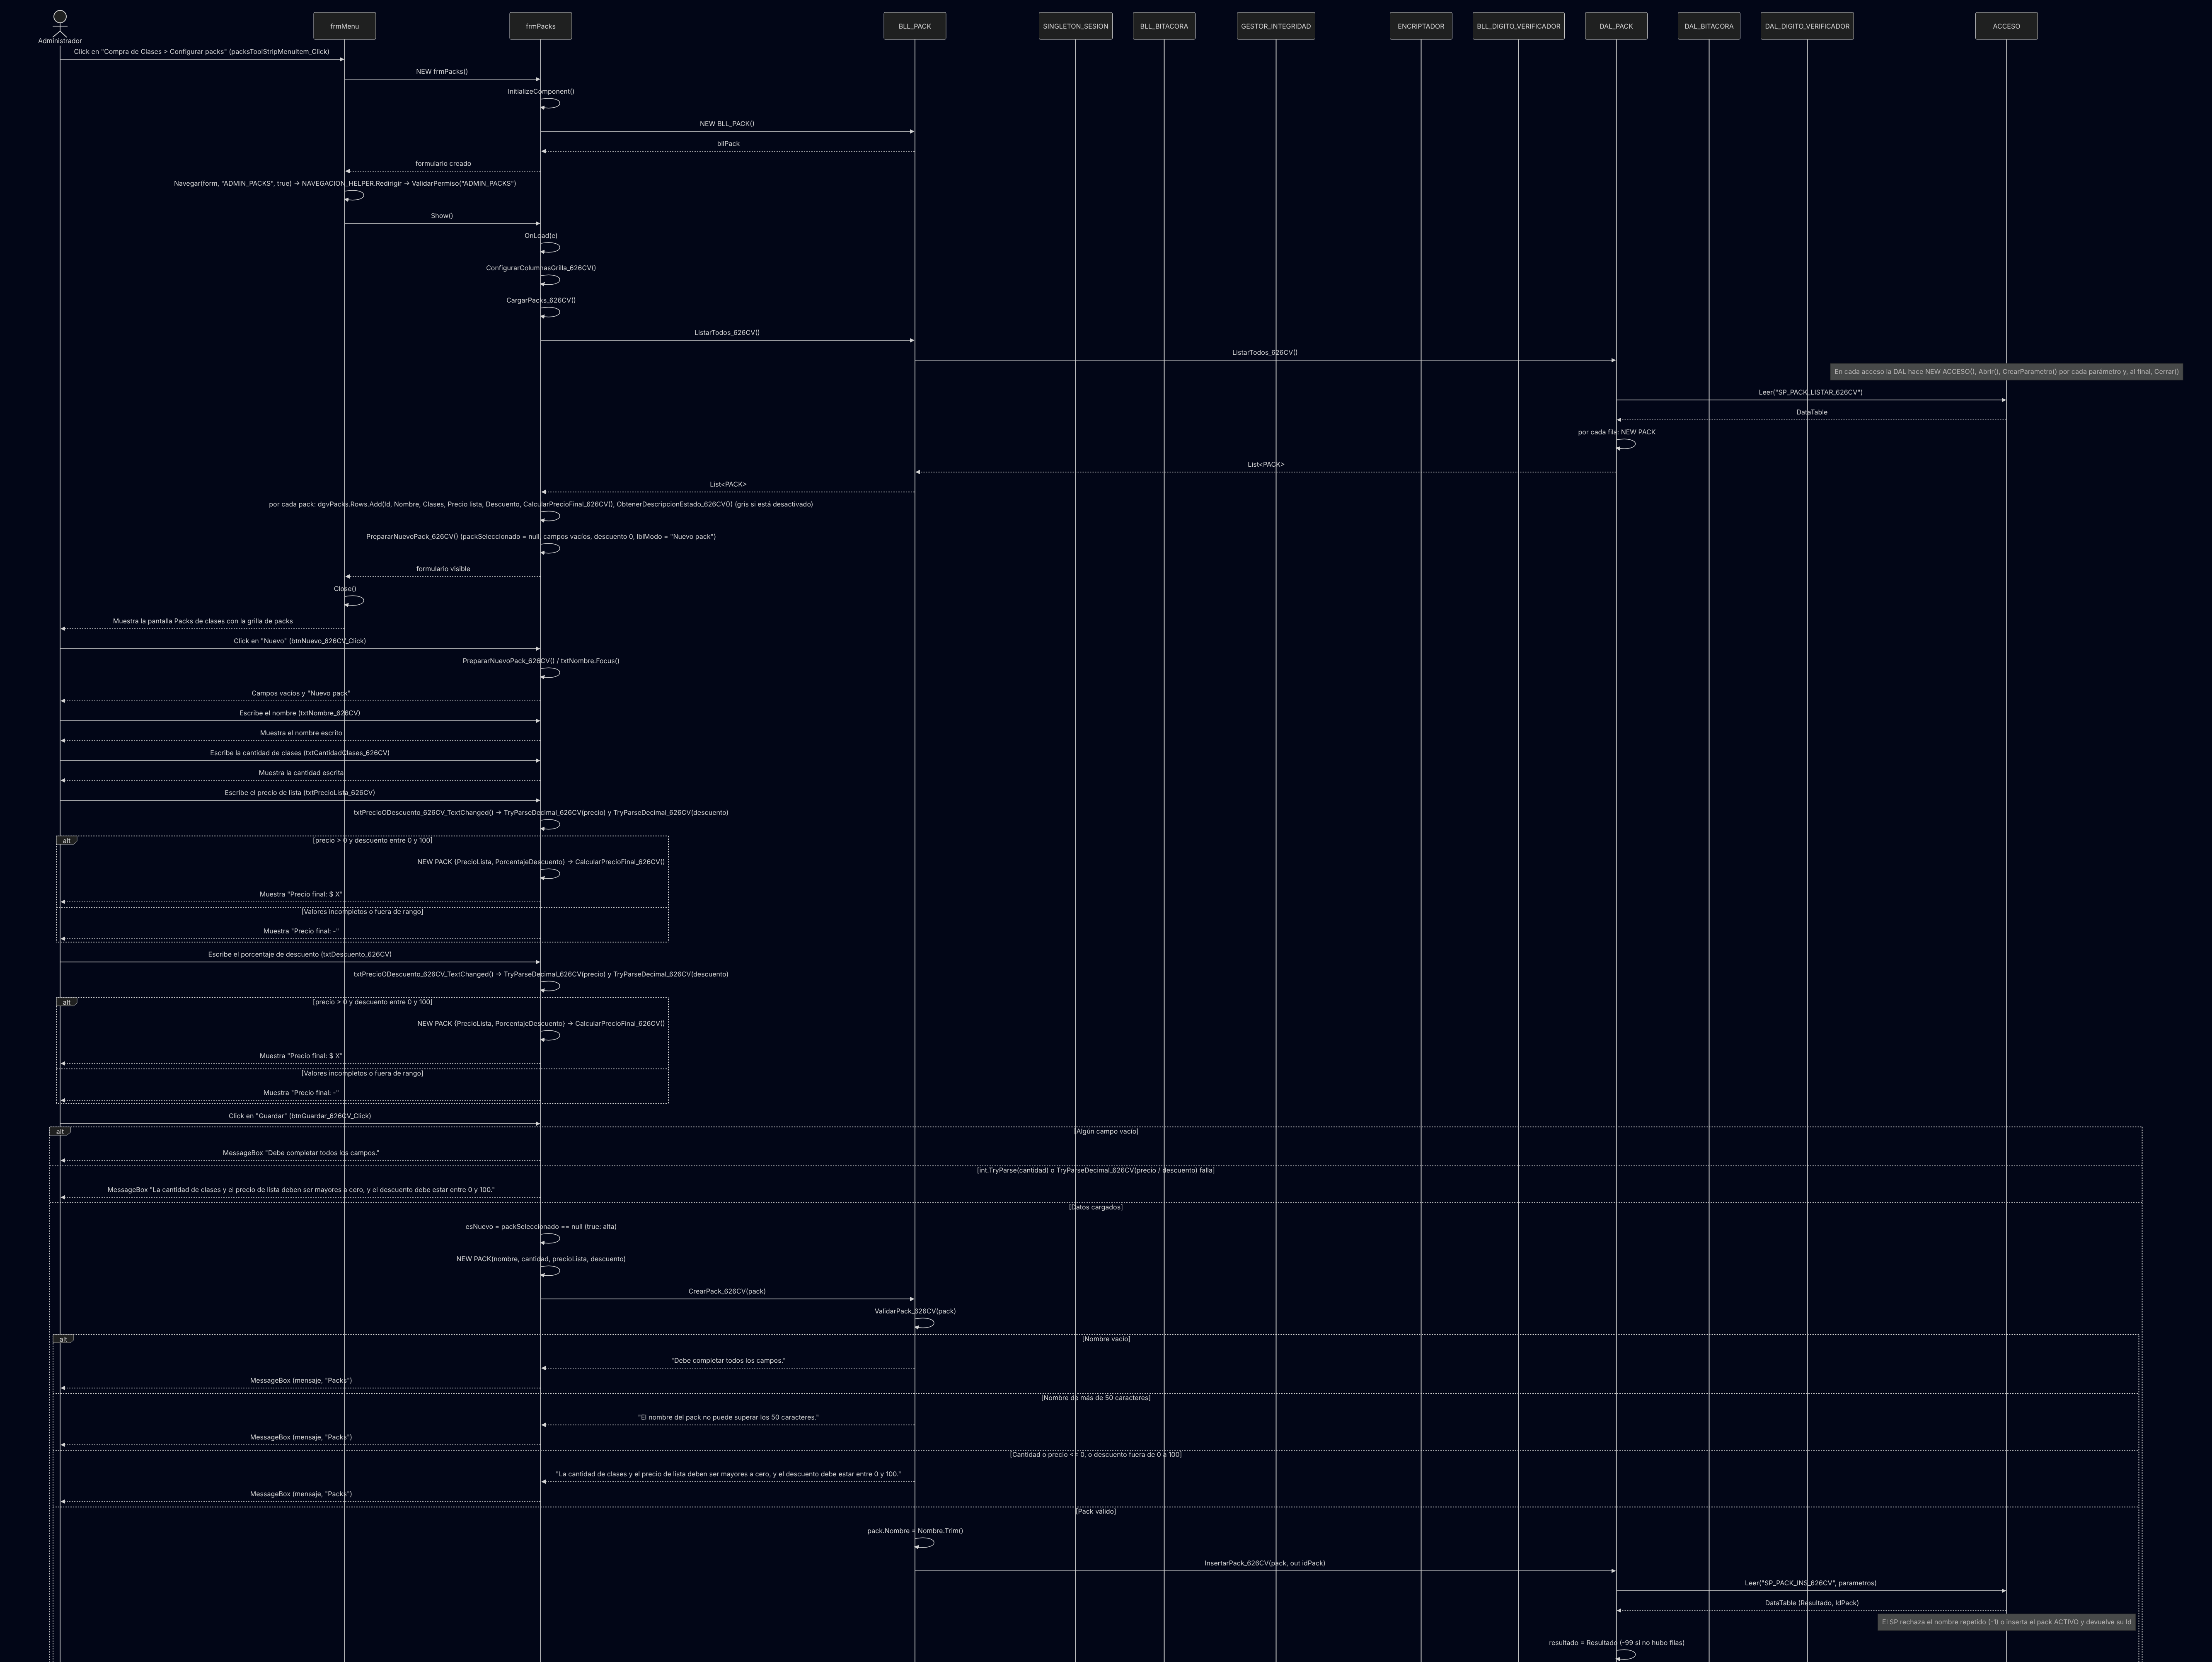 Administrador
frmMenu
frmPacks
BLL_PACK
SINGLETON_SESION
BLL_BITACORA
GESTOR_INTEGRIDAD
ENCRIPTADOR
BLL_DIGITO_VERIFICADOR
DAL_PACK
DAL_BITACORA
DAL_DIGITO_VERIFICADOR
ACCESO
Click en "Compra de Clases > Configurar packs" (packsToolStripMenuItem_Click)
NEW frmPacks()
InitializeComponent()
NEW BLL_PACK()
bllPack
formulario creado
Navegar(form, "ADMIN_PACKS", true) → NAVEGACION_HELPER.Redirigir → ValidarPermiso("ADMIN_PACKS")
Show()
OnLoad(e)
ConfigurarColumnasGrilla_626CV()
CargarPacks_626CV()
ListarTodos_626CV()
ListarTodos_626CV()
En cada acceso la DAL hace NEW ACCESO(), Abrir(), CrearParametro() por cada parámetro y, al final, Cerrar()
Leer("SP_PACK_LISTAR_626CV")
DataTable
por cada fila: NEW PACK
List<PACK>
List<PACK>
por cada pack: dgvPacks.Rows.Add(Id, Nombre, Clases, Precio lista, Descuento, CalcularPrecioFinal_626CV(), ObtenerDescripcionEstado_626CV()) (gris si está desactivado)
PrepararNuevoPack_626CV() (packSeleccionado = null, campos vacíos, descuento 0, lblModo = "Nuevo pack")
formulario visible
Close()
Muestra la pantalla Packs de clases con la grilla de packs
Click en "Nuevo" (btnNuevo_626CV_Click)
PrepararNuevoPack_626CV() / txtNombre.Focus()
Campos vacíos y "Nuevo pack"
Escribe el nombre (txtNombre_626CV)
Muestra el nombre escrito
Escribe la cantidad de clases (txtCantidadClases_626CV)
Muestra la cantidad escrita
Escribe el precio de lista (txtPrecioLista_626CV)
txtPrecioODescuento_626CV_TextChanged() → TryParseDecimal_626CV(precio) y TryParseDecimal_626CV(descuento)
alt
[precio > 0 y descuento entre 0 y 100]
NEW PACK {PrecioLista, PorcentajeDescuento} → CalcularPrecioFinal_626CV()
Muestra "Precio final: $ X"
[Valores incompletos o fuera de rango]
Muestra "Precio final: -"
Escribe el porcentaje de descuento (txtDescuento_626CV)
txtPrecioODescuento_626CV_TextChanged() → TryParseDecimal_626CV(precio) y TryParseDecimal_626CV(descuento)
alt
[precio > 0 y descuento entre 0 y 100]
NEW PACK {PrecioLista, PorcentajeDescuento} → CalcularPrecioFinal_626CV()
Muestra "Precio final: $ X"
[Valores incompletos o fuera de rango]
Muestra "Precio final: -"
Click en "Guardar" (btnGuardar_626CV_Click)
alt
[Algún campo vacío]
MessageBox "Debe completar todos los campos."
[int.TryParse(cantidad) o TryParseDecimal_626CV(precio / descuento) falla]
MessageBox "La cantidad de clases y el precio de lista deben ser mayores a cero, y el descuento debe estar entre 0 y 100."
[Datos cargados]
esNuevo = packSeleccionado == null (true: alta)
NEW PACK(nombre, cantidad, precioLista, descuento)
CrearPack_626CV(pack)
ValidarPack_626CV(pack)
alt
[Nombre vacío]
"Debe completar todos los campos."
MessageBox (mensaje, "Packs")
[Nombre de más de 50 caracteres]
"El nombre del pack no puede superar los 50 caracteres."
MessageBox (mensaje, "Packs")
[Cantidad o precio <= 0, o descuento fuera de 0 a 100]
"La cantidad de clases y el precio de lista deben ser mayores a cero, y el descuento debe estar entre 0 y 100."
MessageBox (mensaje, "Packs")
[Pack válido]
pack.Nombre = Nombre.Trim()
InsertarPack_626CV(pack, out idPack)
Leer("SP_PACK_INS_626CV", parametros)
DataTable (Resultado, IdPack)
El SP rechaza el nombre repetido (-1) o inserta el pack ACTIVO y devuelve su Id
resultado = Resultado (-99 si no hubo filas)